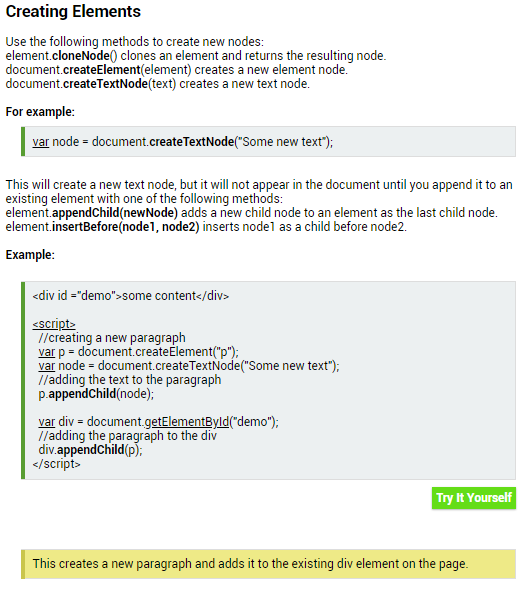 Creating Elements
Use the following methods to create new nodes:
element.cloneNode() clones an element and returns the resulting node.
document.createElement(element) creates a new element node.
document.createTextNode(text) creates a new text node.
For example:
var node = document.createTextNode("Some new text");
This will create a new text node, but it will not appear in the document until you append it to an
existing element with one of the following methods:
element.appendChild(newNode) adds a new child node to an element as the last child node.
element.insertBefore(node1, node2) inserts node1 as a child before node2.
Example:
<div id ="demo">some content</div>
<script>
//creating a new paragraph
var p = document.createElement("p");
var node = document.createTextNode("Some new text");
//adding the text to the paragraph
p.appendChild(node);
var div = document.getElementById("demo");
//adding the paragraph to the div
div.appendChild(p);
</script>
Try It Yourself
This creates a new paragraph and adds it to the existing div element on the page.